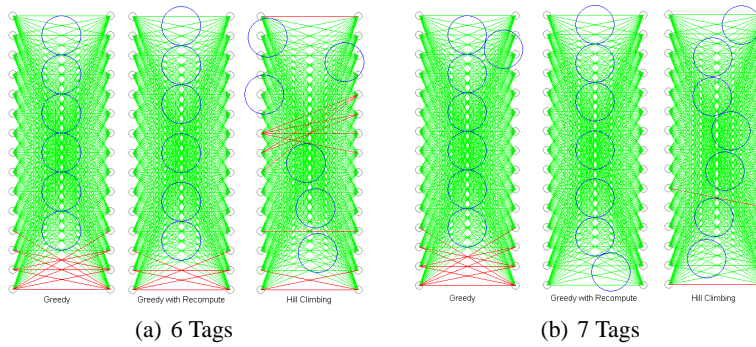 Greedy Greedy with Recompute Hill Climbing Greedy Greedy with Recompute Hill Climbing
(a) 6 Tags (b) 7 Tags